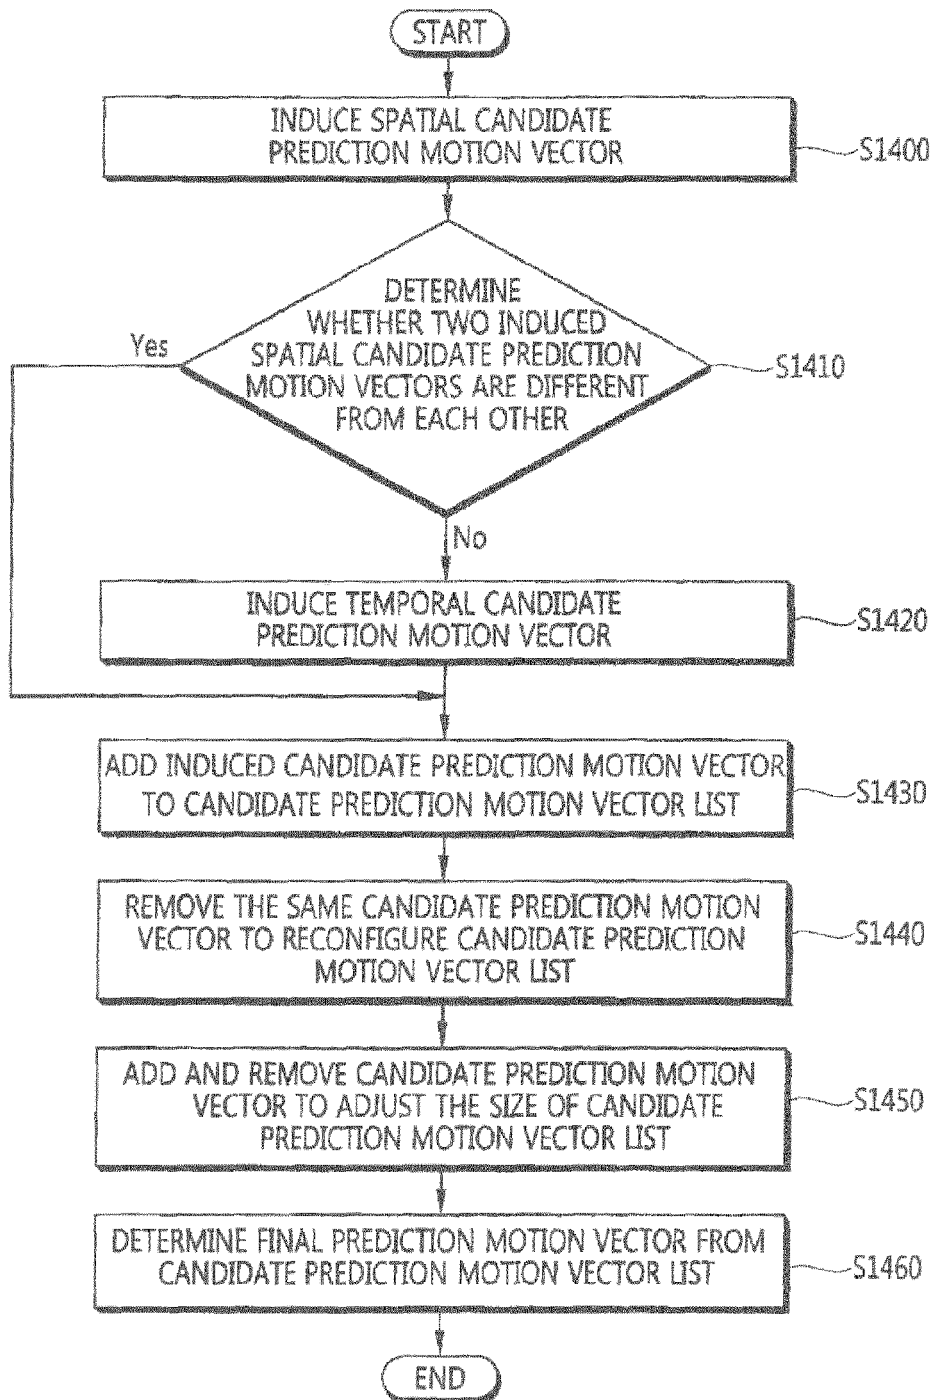 START
INDUCE SPATIAL CANDIDATE
PREDICTION MOTION VECTOR
S1400
DETERMINE
WHETHER TWO INDUCED
SPATIAL CANDIDATE PREDICTION
MOTION VECTORS ARE DIFFERENT
FROM EACH OTHER
Yes
S1410
No
INDUCE TEMPORAL CANDIDATE
PREDICTION MOTION VECTOR
S1420
ADD INDUCED CANDIDATE PREDICTION MOTION VECTOR
TO CANDIDATE PREDICTION MOTION VECTOR LIST
S1430
REMOVE THE SAME CANDIDATE PREDICTION MOTION
VECTOR TO RECONFIGURE CANDIDATE PREDICTION
MOTION VECTOR LIST
S1440
ADD AND REMOVE CANDIDATE PREDICTION MOTION
VECTOR TO ADJUST THE SIZE OF CANDIDATE
PREDICTION MOTION VECTOR LIST
S1450
DETERMINE FINAL PREDICTION MOTION VECTOR FROM
CANDIDATE PREDICTION MOTION VECTOR LIST
S1460
END